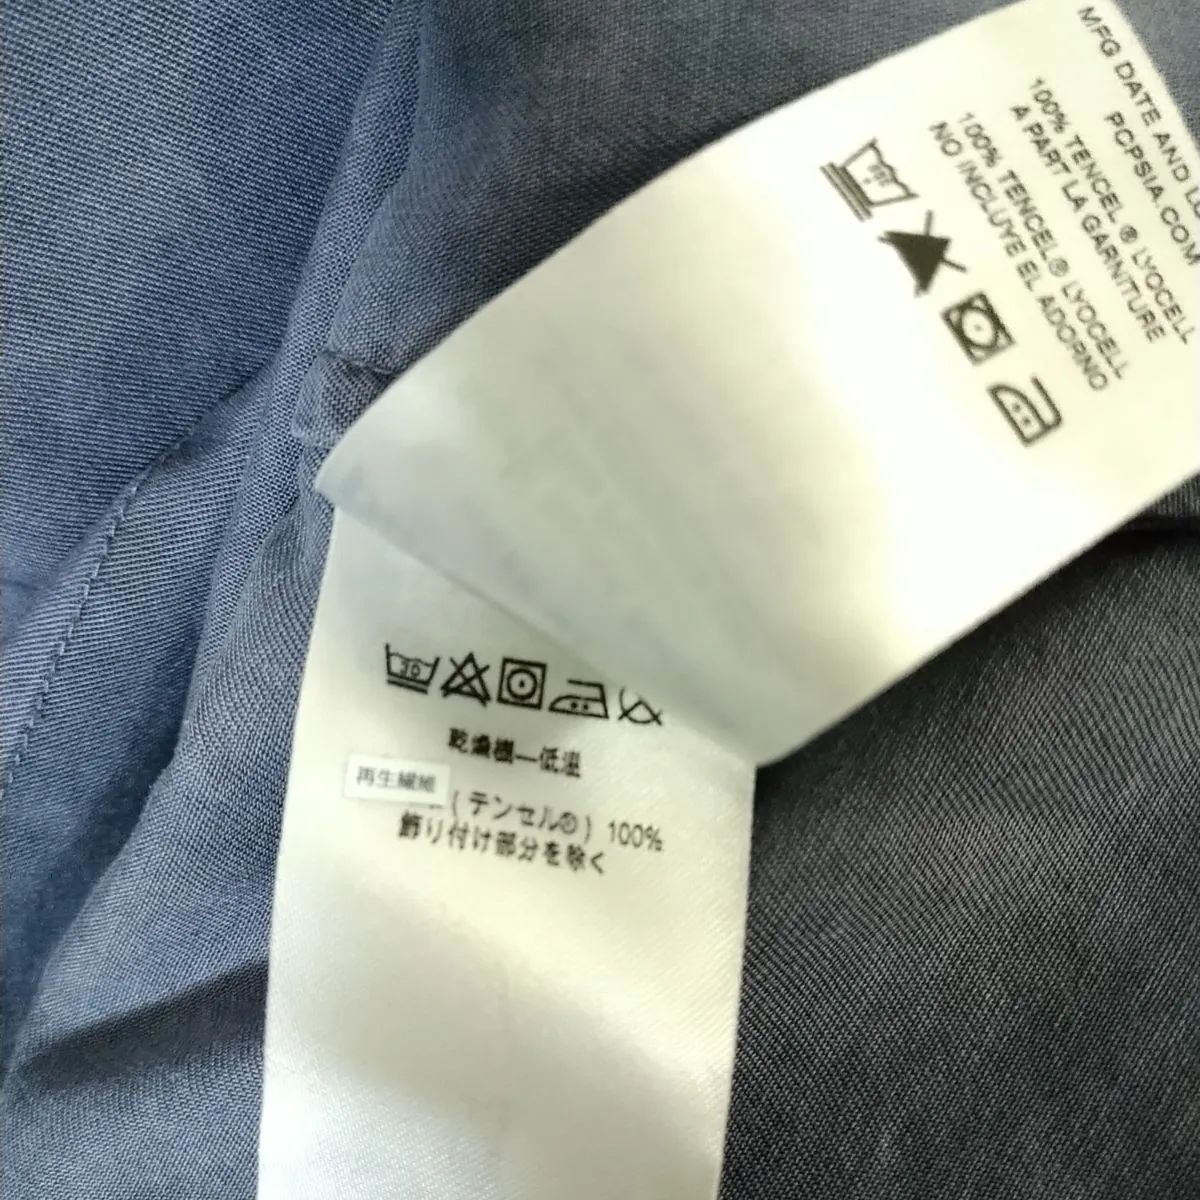 MFG DATE AND
PCPSIA.COM
100% TENCEL ® LYOCELL
A PART LA GARNITURE
100% TENCEL® LYOCELL
NO INCLUYE EL ADORNO
30
乾燥機—低温
再生繊維
(テンセル®) 100%
飾り付け部分を除く